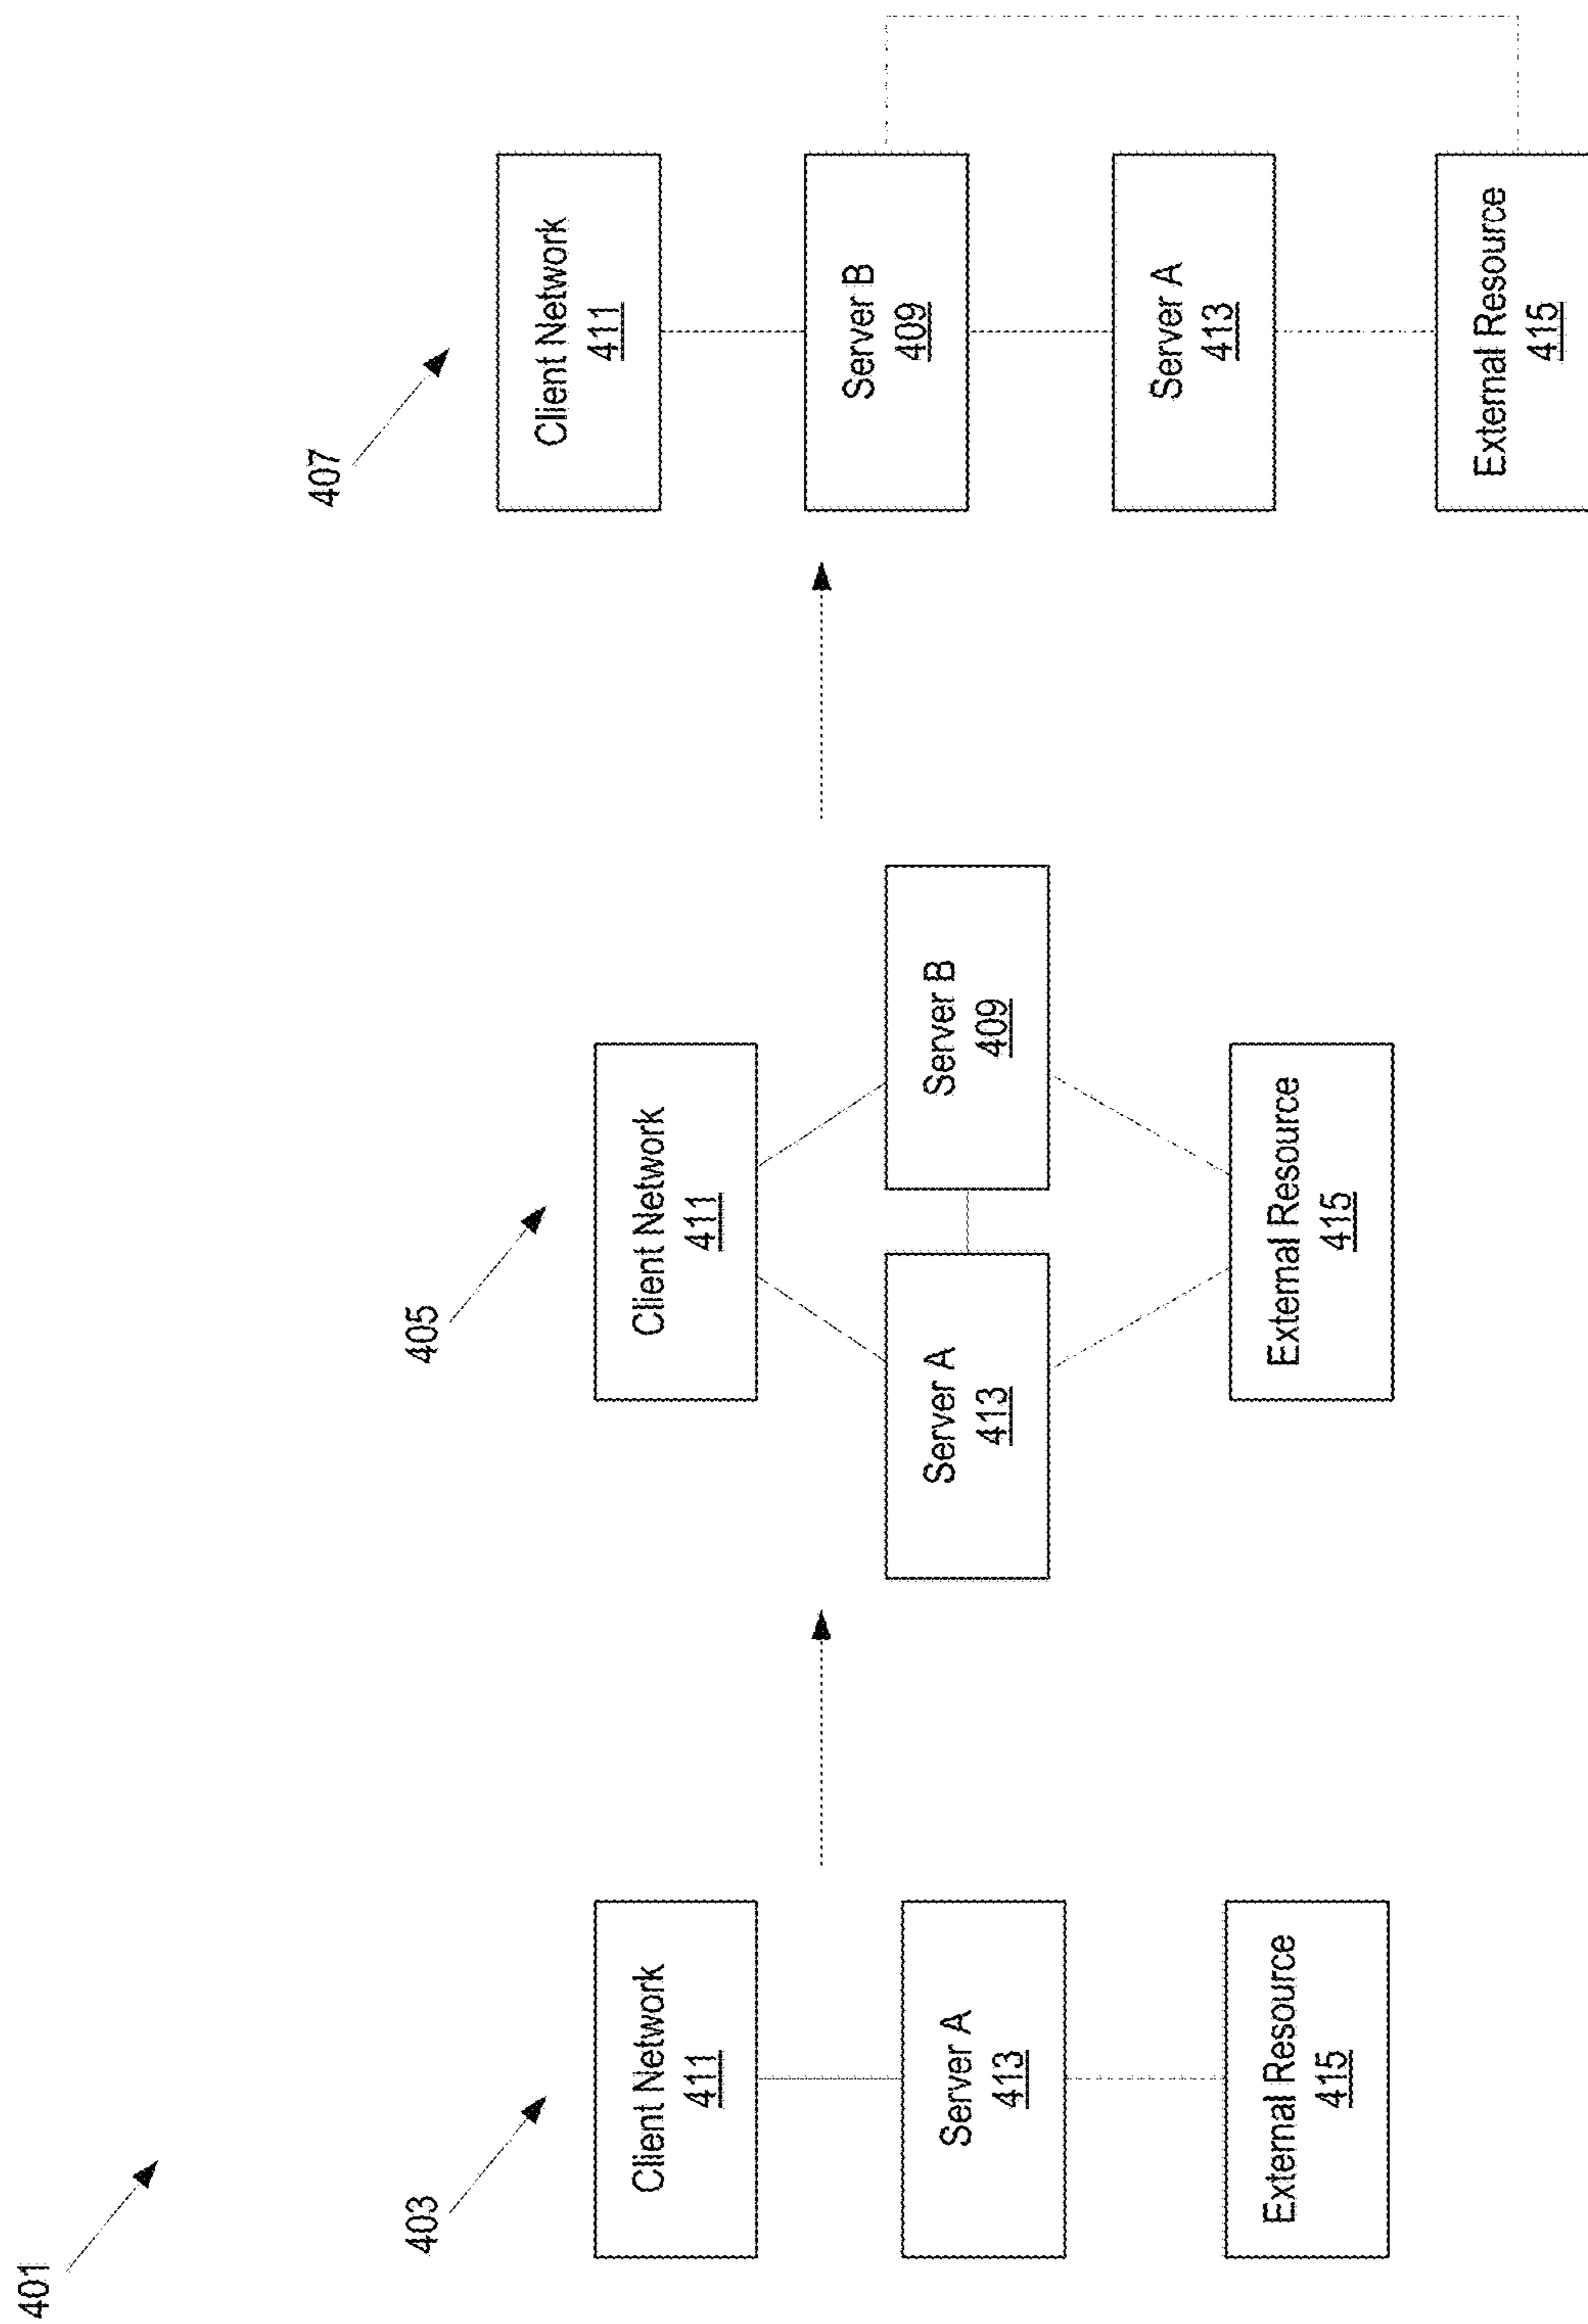 401
403
Client Network
411
Server A
413
External Resource
415
405
Client Network
411
Server A
413
Server B
409
External Resource
415
407
Client Network
411
Server B
409
Server A
413
External Resource
415